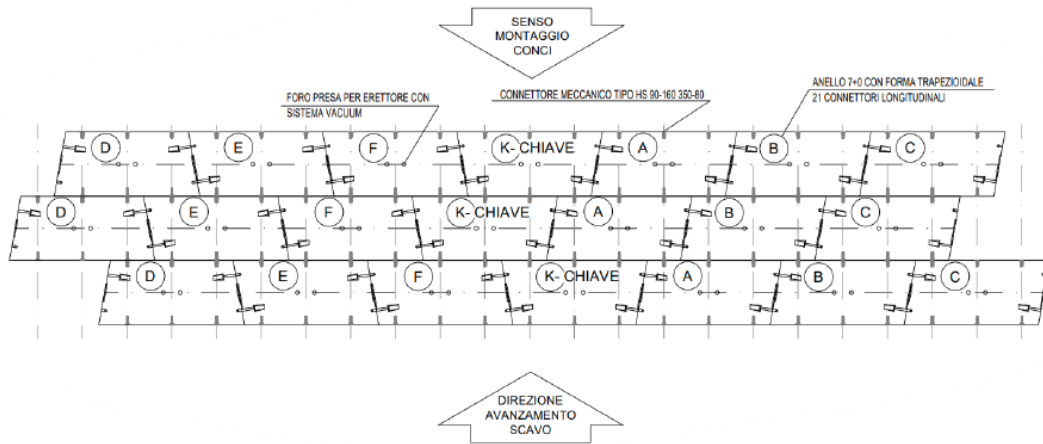 SENSO
MONTAGGIO
CONCI
FORO PRESA PER ERETTORE CON
SISTEMA VACUUM
CONNETTORE MECCANICO TIPO HS 90-160 350-80
ANELLO 7+0 CON FORMA TRAPEZIOIDALE
21 CONNETTORI LONGITUDINALI
D E F K- CHIAVE A B C
D E F K- CHIAVE A B C
D E F K- CHIAVE A B C
DIREZIONE
AVANZAMENTO
SCAVO